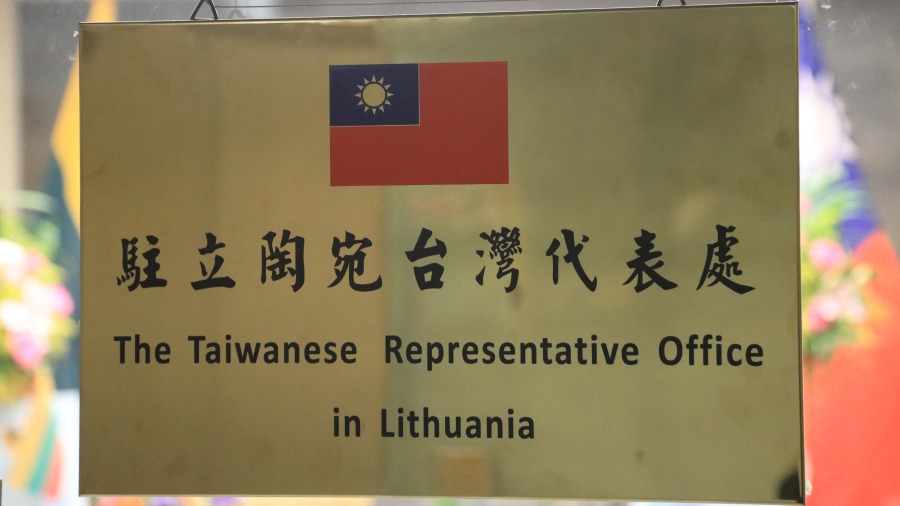 駐立陶宛台灣代表處
The Taiwanese Representative Office
in Lithuania